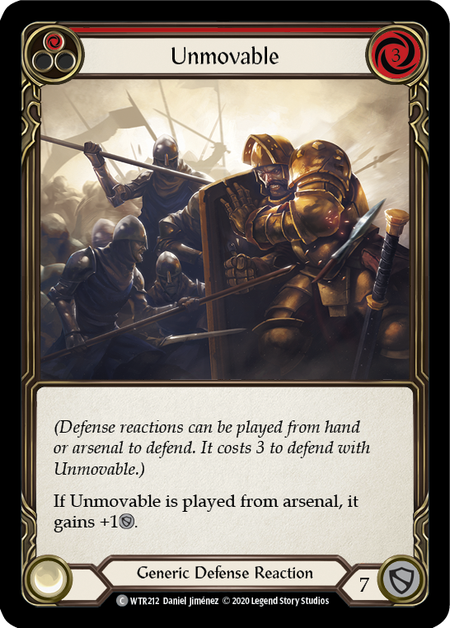 Unmovable
3
(Defense reactions can be played from hand
or arsenal to defend. It costs 3 to defend with
Unmovable.)
If Unmovable is played from arsenal, it
gains +1.
Generic Defense Reaction
7
C WTR212 Daniel Jiménez © 2020 Legend Story Studios